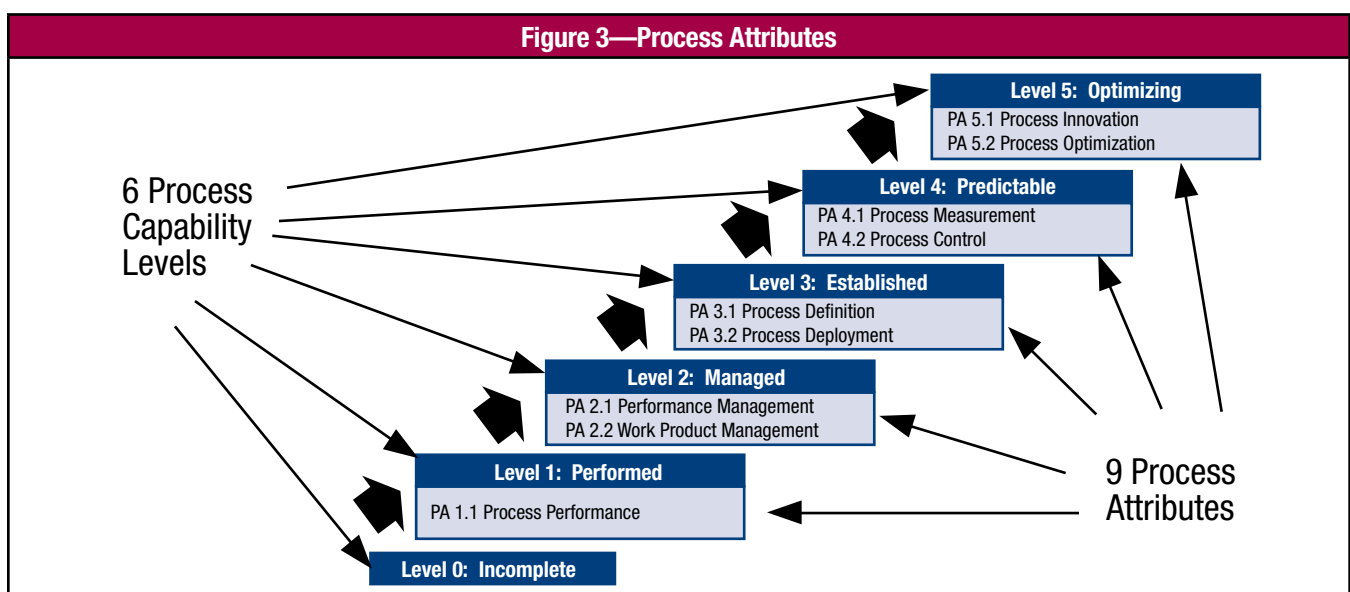 Figure 3—Process Attributes
Level 5: Optimizing
PA 5.1 Process Innovation
PA 5.2 Process Optimization
6 Process
Capability
Levels
Level 4: Predictable
PA 4.1 Process Measurement
PA 4.2 Process Control
Level 3: Established
PA 3.1 Process Definition
PA 3.2 Process Deployment
Level 2: Managed
PA 2.1 Performance Management
PA 2.2 Work Product Management
Level 1: Performed
PA 1.1 Process Performance
9 Process
Attributes
Level 0: Incomplete